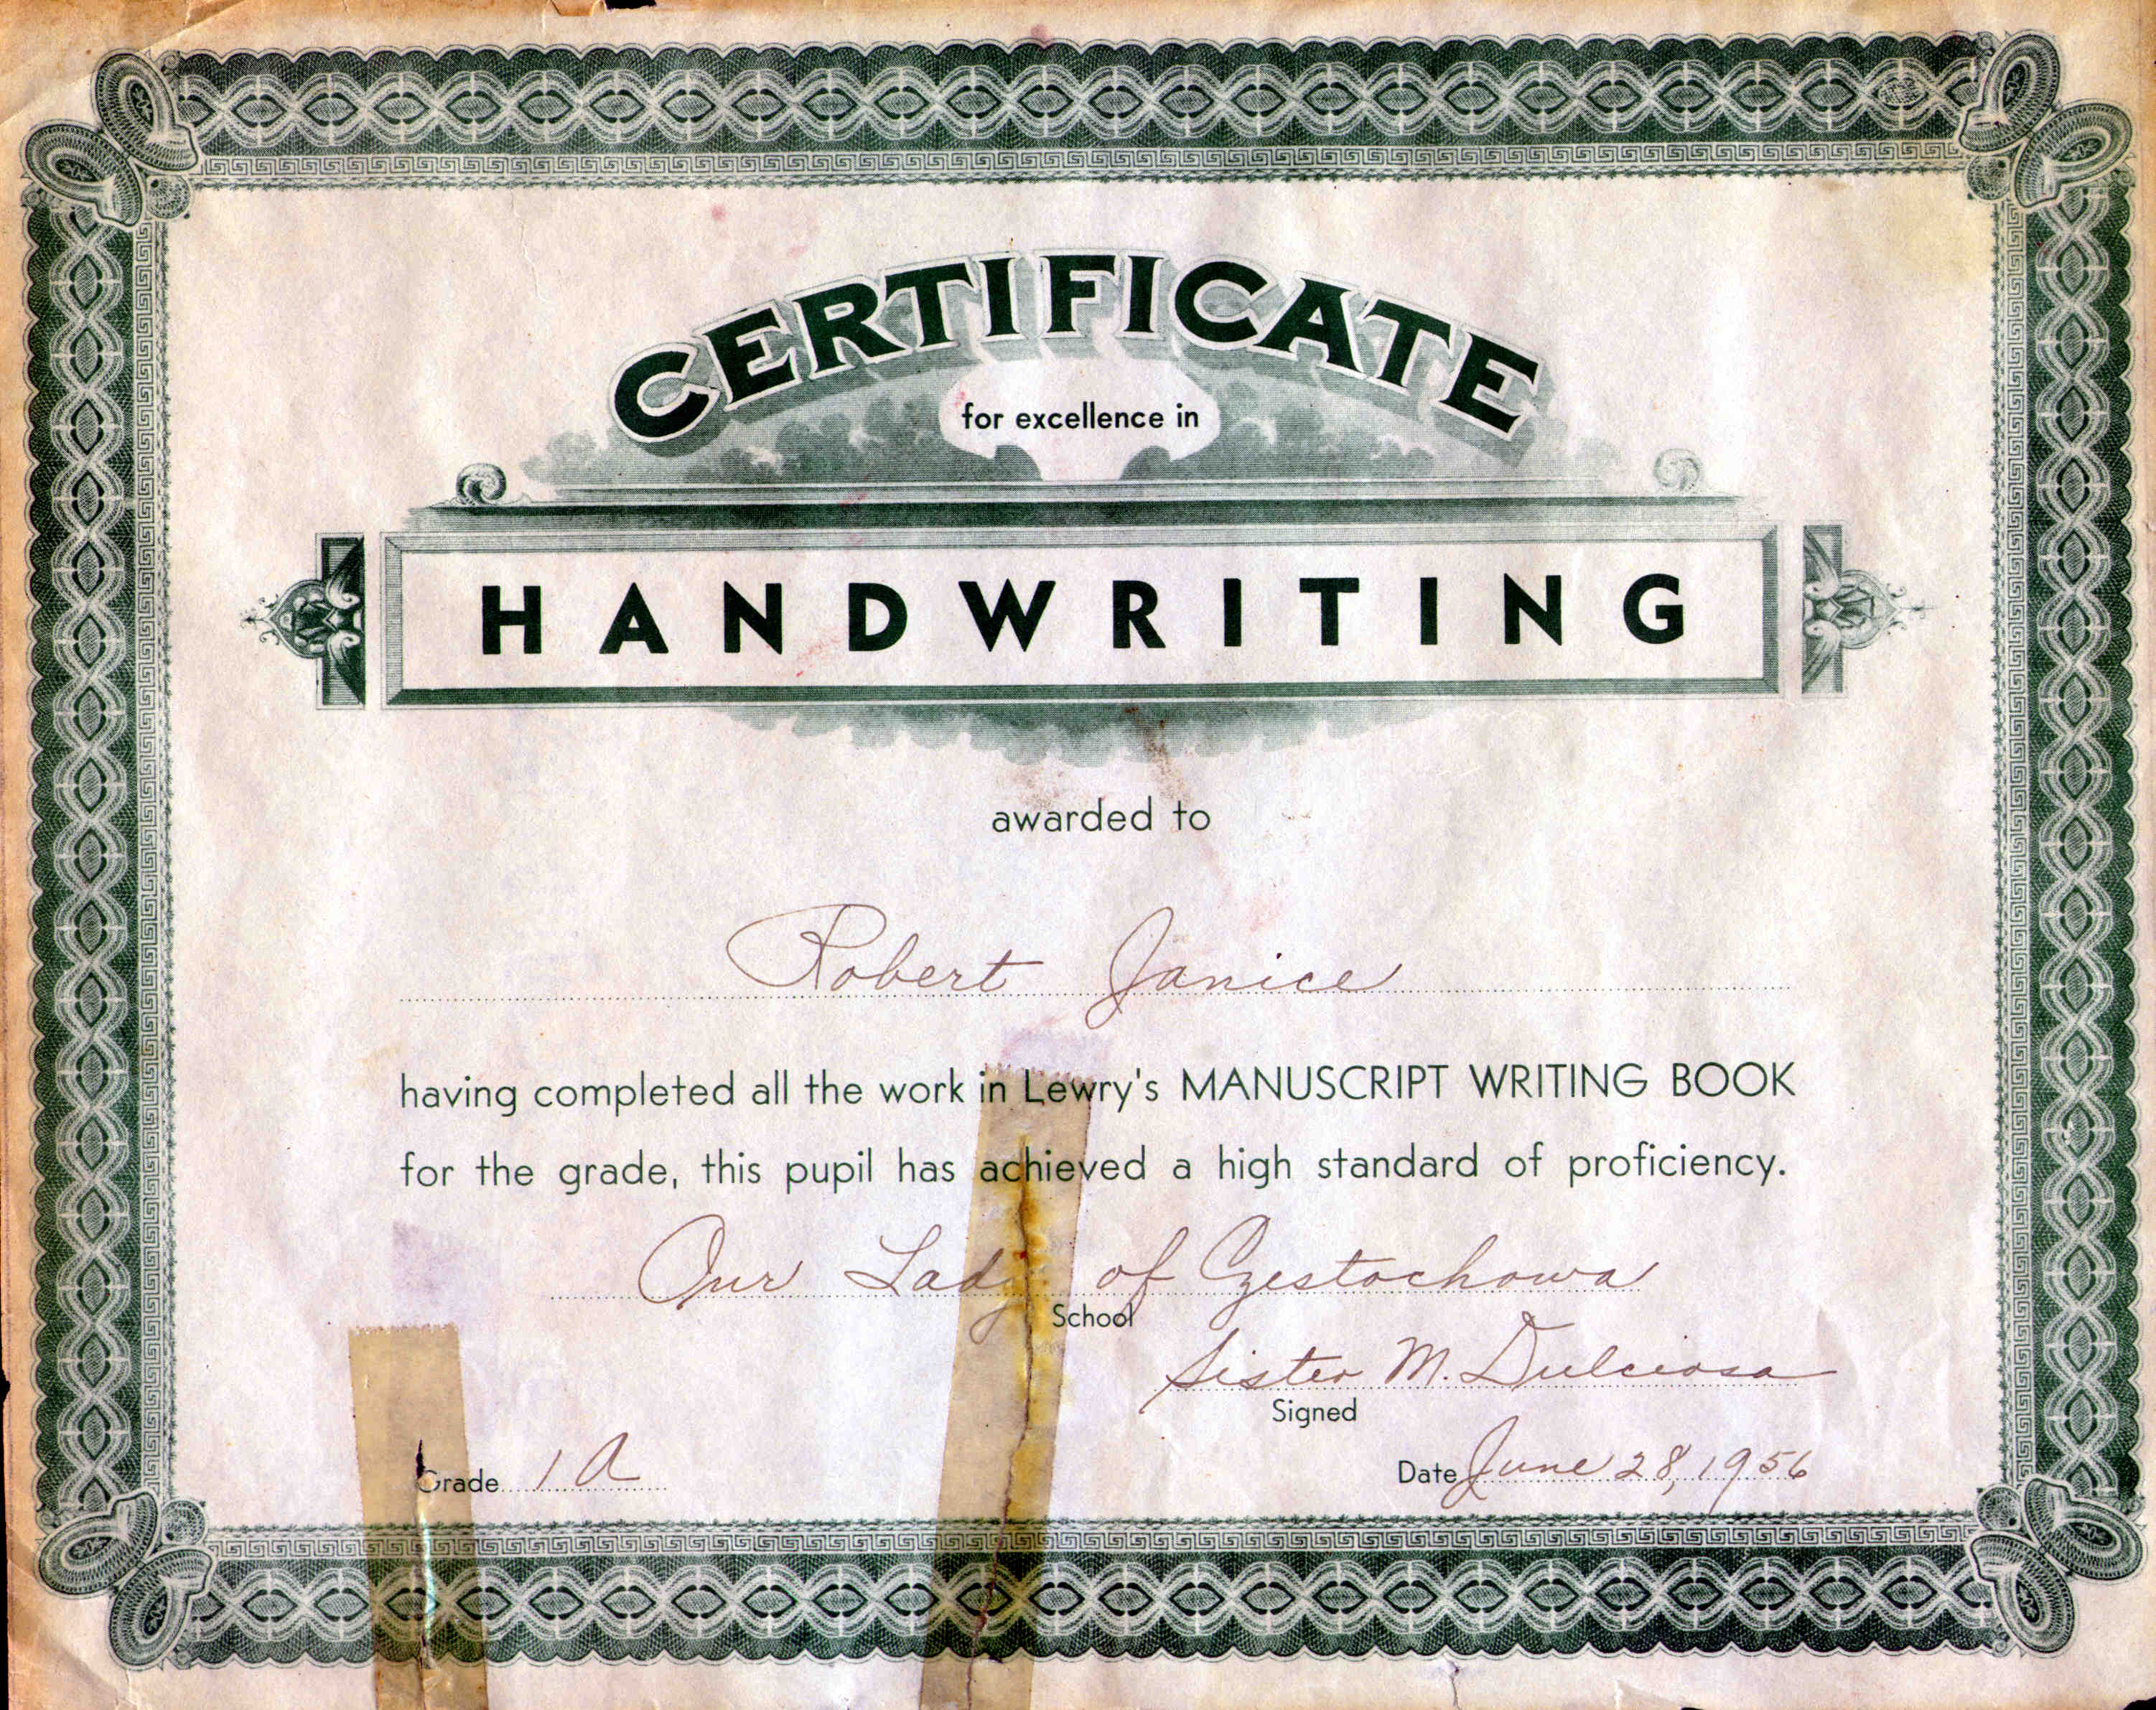 CERTIFICATE
for excellence in
HANDWRITING
awarded to
Robert Janice
having completed all the work in Lewry's MANUSCRIPT WRITING BOOK
for the grade, this pupil has achieved a high standard of proficiency.
Our Lady of Czestochowa
School
Sister M. Dulciosa
Signed
Grade 1A
Date June 28, 1956